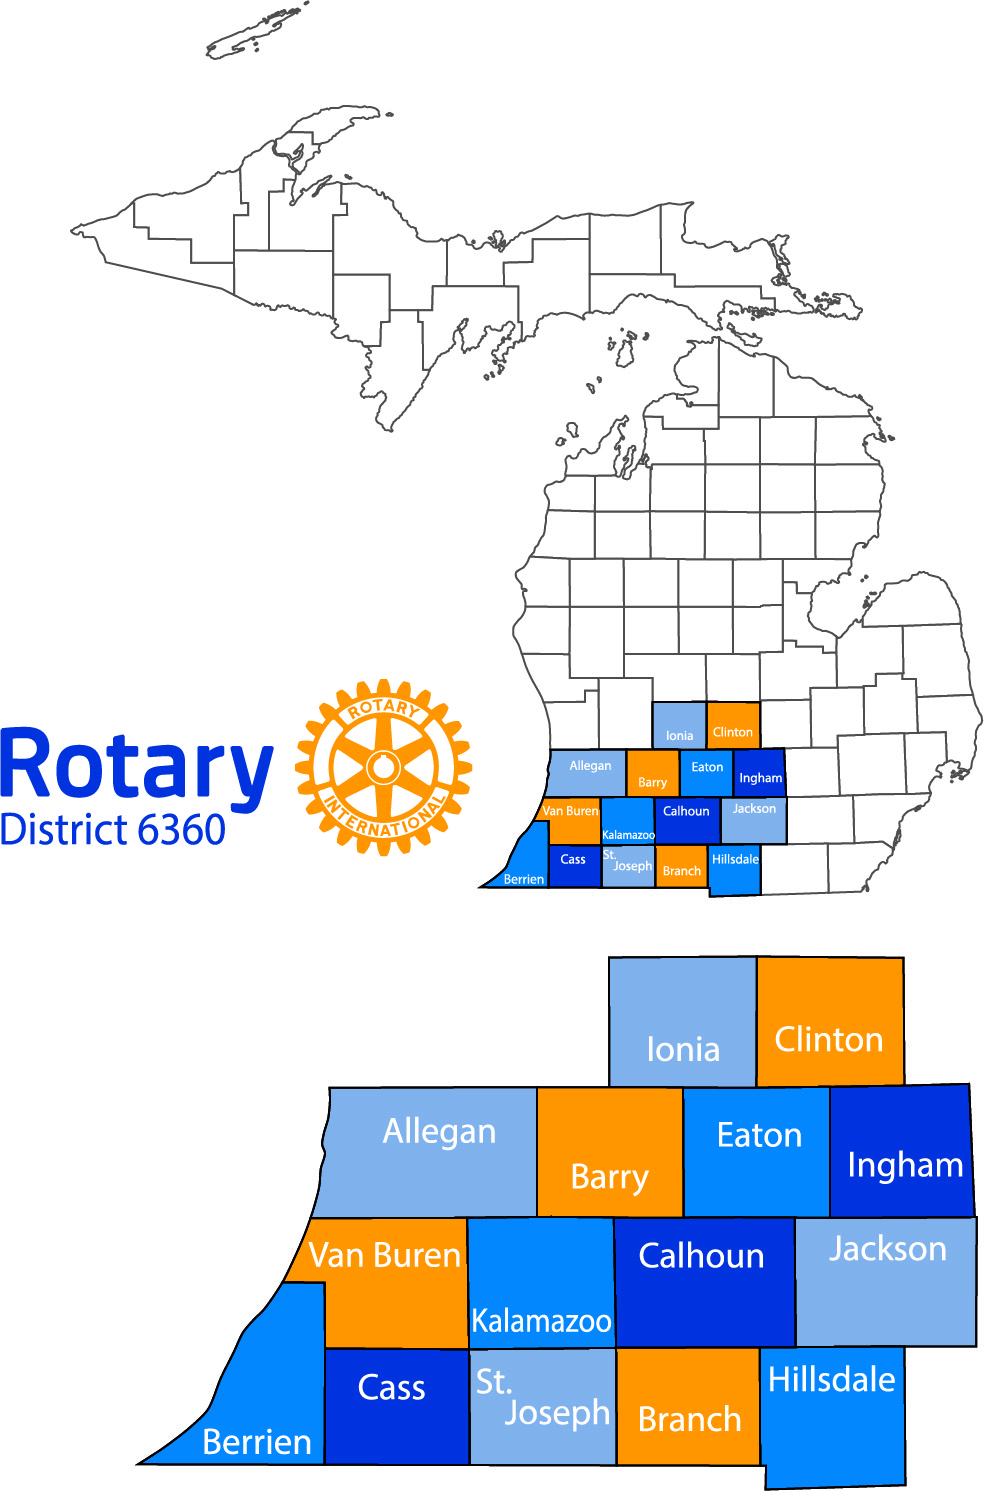 Rotary
District 6360
ROTARY
INTERNATIONAL
Ionia
Clinton
Allegan
Barry
Eaton
Ingham
Van Buren
Kalamazoo
Calhoun
Jackson
Berrien
Cass
St.
Joseph
Branch
Hillsdale
Ionia
Clinton
Allegan
Barry
Eaton
Ingham
Van Buren
Kalamazoo
Calhoun
Jackson
Berrien
Cass
St.
Joseph
Branch
Hillsdale